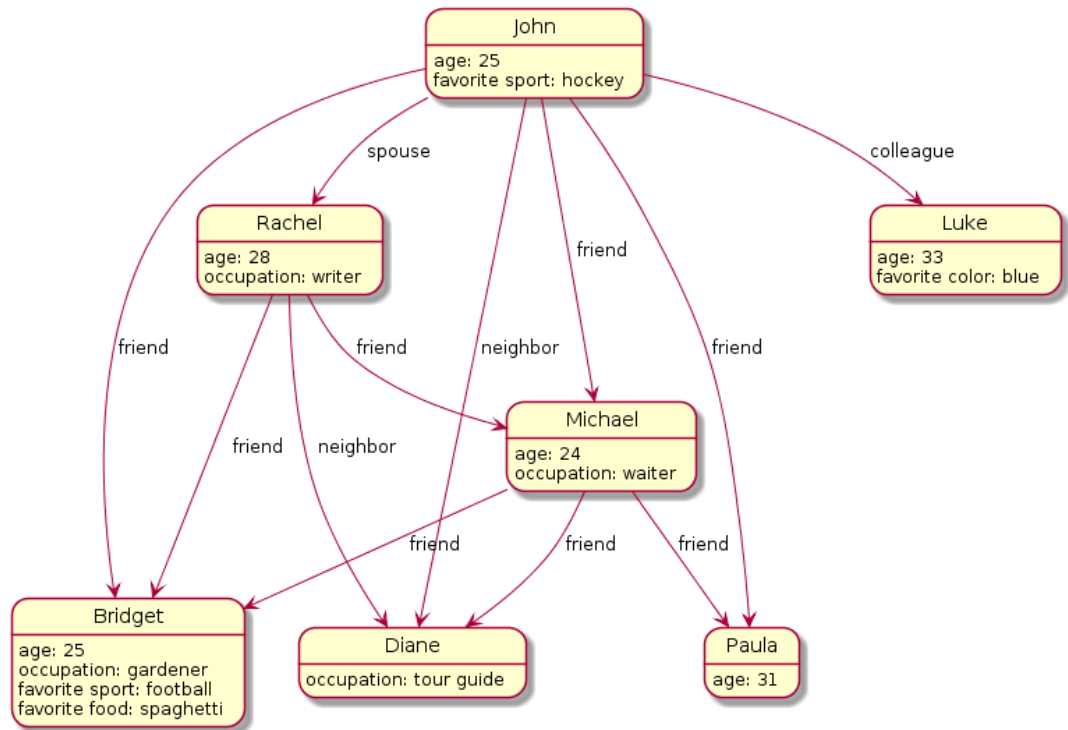 John
age: 25
favorite sport: hockey
spouse
colleague
Rachel
age: 28
occupation: writer
Luke
age: 33
favorite color: blue
friend
friend
friend
neighbor
friend
Michael
age: 24
occupation: waiter
friend
neighbor
friend
friend
friend
Bridget
age: 25
occupation: gardener
favorite sport: football
favorite food: spaghetti
Diane
occupation: tour guide
Paula
age: 31